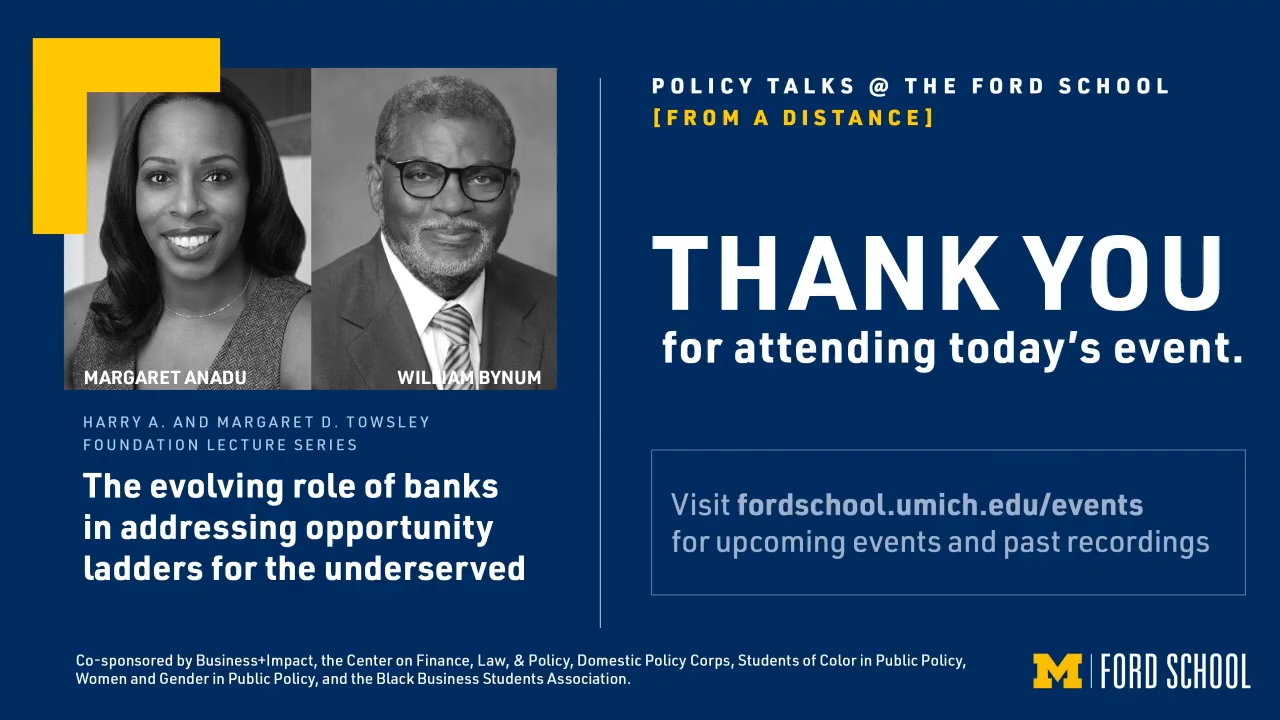 POLICY TALKS @ THE FORD SCHOOL
[FROM A DISTANCE]
THANK YOU
for attending today’s event.
Visit fordschool.umich.edu/events
for upcoming events and past recordings
MARGARET ANADU
WILLIAM BYNUM
HARRY A. AND MARGARET D. TOWSLEY
FOUNDATION LECTURE SERIES
The evolving role of banks
in addressing opportunity
ladders for the underserved
Co-sponsored by Business+Impact, the Center on Finance, Law, & Policy, Domestic Policy Corps, Students of Color in Public Policy,
Women and Gender in Public Policy, and the Black Business Students Association.
M FORD SCHOOL